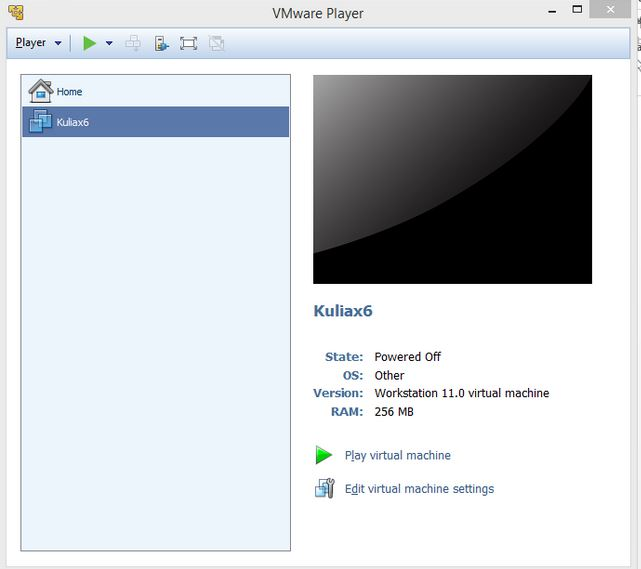 VMware Player
Player
Home
Kuliax6
Kuliax6
State: Powered Off
OS: Other
Version: Workstation 11.0 virtual machine
RAM: 256 MB
Play virtual machine
Edit virtual machine settings